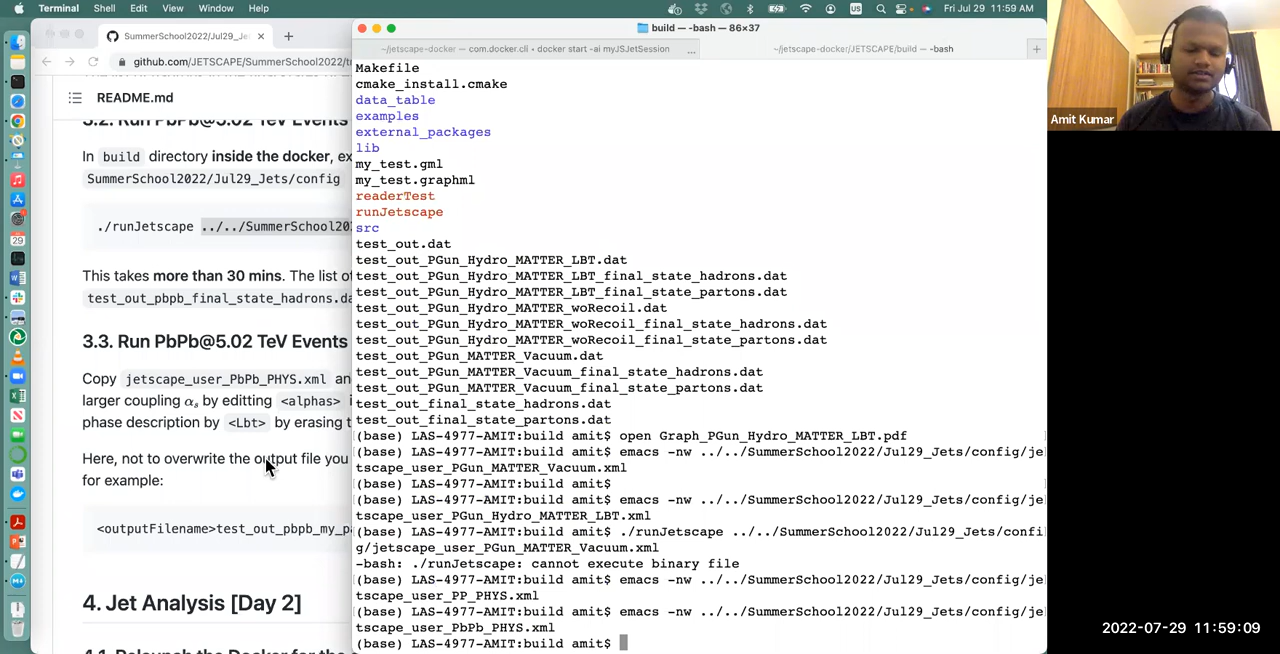 Terminal Shell Edit View Window Help
US
Fri Jul 29 11:59 AM
SummerSchool2022/Jul29_Je
github.com/JETSCAPE/SummerSchool2022/t
README.md
3.2. Run PbPb@5.02 TeV Events
In build directory inside the docker, ex
SummerSchool2022/Jul29_Jets/config
./runJetscape ../../SummerSchool20
This takes more than 30 mins. The list of
test_out_pbpb_final_state_hadrons.da
3.3. Run PbPb@5.02 TeV Events
Copy jetscape_user_PbPb_PHYS.xml an
larger coupling αs by editting <alphas> i
phase description by <Lbt> by erasing t
Here, not to overwrite the output file you
for example:
<outputFilename>test_out_pbpb_my_p
4. Jet Analysis [Day 2]
4.1. Relaunch the Docker for the
build — -bash — 86×37
~/jetscape-docker — com.docker.cli • docker start -ai myJSJetSession ...
~/jetscape-docker/JETSCAPE/build — -bash
Makefile
cmake_install.cmake
data_table
examples
external_packages
lib
my_test.gml
my_test.graphml
readerTest
runJetscape
src
test_out.dat
test_out_PGun_Hydro_MATTER_LBT.dat
test_out_PGun_Hydro_MATTER_LBT_final_state_hadrons.dat
test_out_PGun_Hydro_MATTER_LBT_final_state_partons.dat
test_out_PGun_Hydro_MATTER_woRecoil.dat
test_out_PGun_Hydro_MATTER_woRecoil_final_state_hadrons.dat
test_out_PGun_Hydro_MATTER_woRecoil_final_state_partons.dat
test_out_PGun_MATTER_Vacuum.dat
test_out_PGun_MATTER_Vacuum_final_state_hadrons.dat
test_out_PGun_MATTER_Vacuum_final_state_partons.dat
test_out_final_state_hadrons.dat
test_out_final_state_partons.dat
(base) LAS-4977-AMIT:build amit$ open Graph_PGun_Hydro_MATTER_LBT.pdf
(base) LAS-4977-AMIT:build amit$ emacs -nw ../../SummerSchool2022/Jul29_Jets/config/je
tscape_user_PGun_MATTER_Vacuum.xml
(base) LAS-4977-AMIT:build amit$
(base) LAS-4977-AMIT:build amit$ emacs -nw ../../SummerSchool2022/Jul29_Jets/config/je
tscape_user_PGun_Hydro_MATTER_LBT.xml
(base) LAS-4977-AMIT:build amit$ ./runJetscape ../../SummerSchool2022/Jul29_Jets/confi
g/jetscape_user_PGun_MATTER_Vacuum.xml
-bash: ./runJetscape: cannot execute binary file
(base) LAS-4977-AMIT:build amit$ emacs -nw ../../SummerSchool2022/Jul29_Jets/config/je
tscape_user_PP_PHYS.xml
(base) LAS-4977-AMIT:build amit$ emacs -nw ../../SummerSchool2022/Jul29_Jets/config/je
tscape_user_PbPb_PHYS.xml
(base) LAS-4977-AMIT:build amit$
Amit Kumar
2022-07-29 11:59:09